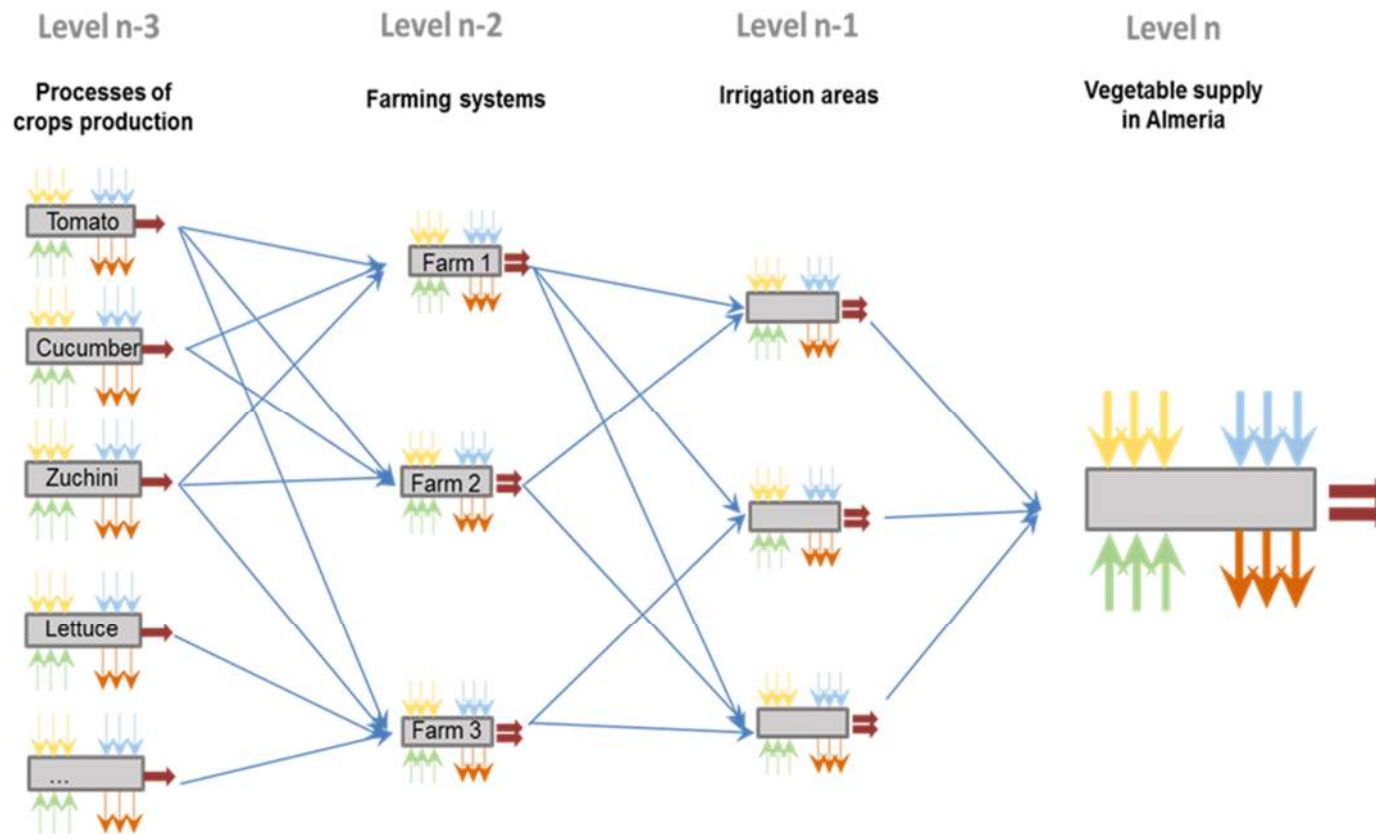 Level n-3
Level n-2
Level n-1
Level n
Processes of
crops production
Farming systems
Irrigation areas
Vegetable supply
in Almeria
Tomato
Cucumber
Zuchini
Lettuce
...
Farm 1
Farm 2
Farm 3